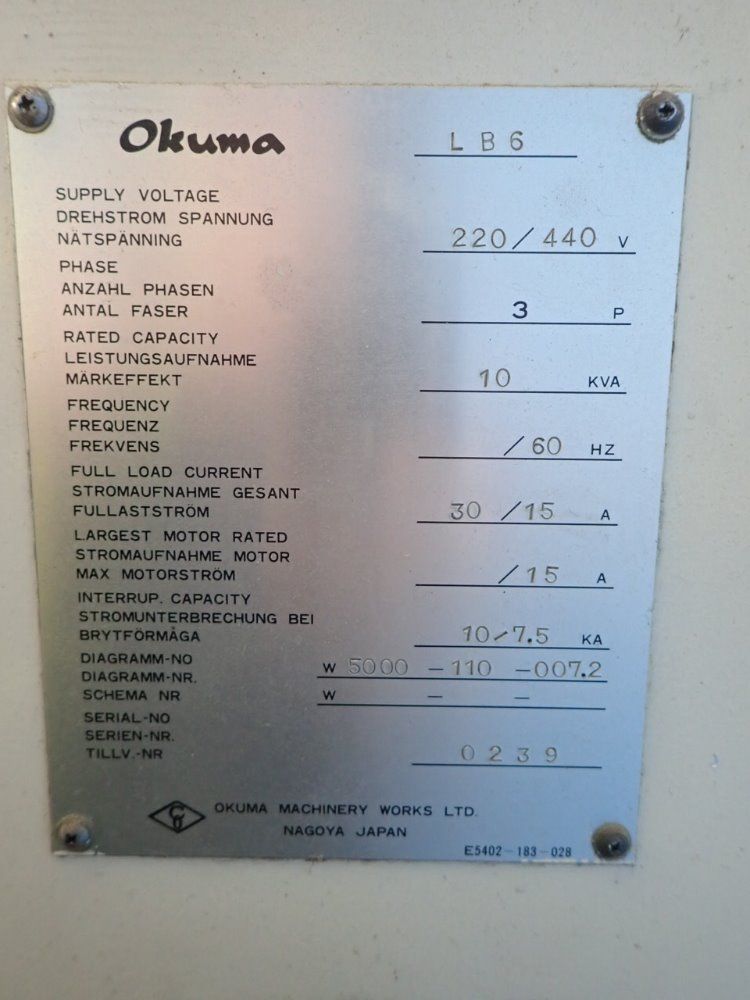 Okuma LB6
SUPPLY VOLTAGE
DREHSTROM SPANNUNG
NÄTSPÄNNING 220/440 V
PHASE
ANZAHL PHASEN
ANTAL FASER 3 P
RATED CAPACITY
LEISTUNGSAUFNAHME
MÄRKEFFEKT 10 KVA
FREQUENCY
FREQUENZ
FREKVENS /60 HZ
FULL LOAD CURRENT
STROMAUFNAHME GESANT
FULLASTSTRÖM 30 /15 A
LARGEST MOTOR RATED
STROMAUFNAHME MOTOR
MAX MOTORSTRÖM /15 A
INTERRUP. CAPACITY
STROMUNTERBRECHUNG BEI
BRYTFÖRMÅGA 10/7.5 KA
DIAGRAMM-NO
DIAGRAMM-NR. W 5000 -110 -007.2
SCHEMA NR W - -
SERIAL-NO
SERIEN-NR.
TILLV.-NR 0239
OKUMA MACHINERY WORKS LTD.
NAGOYA JAPAN
E5402-183-028